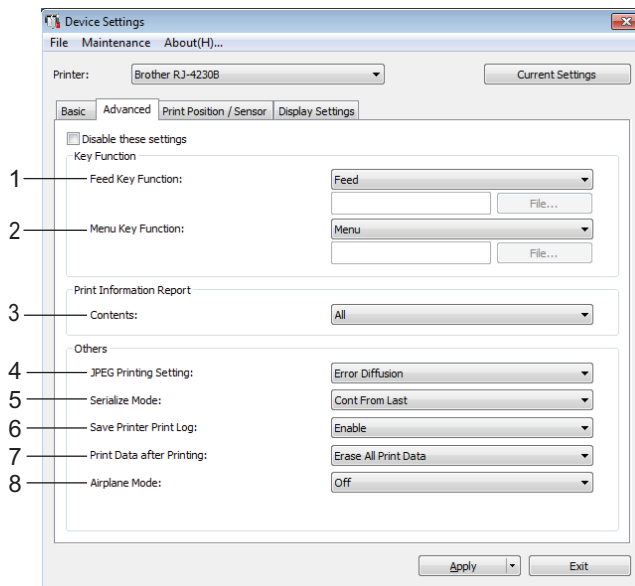 Device Settings
File Maintenance About(H)...
Printer: Brother RJ-4230B Current Settings
Basic Advanced Print Position / Sensor Display Settings
Disable these settings
Key Function
1 Feed Key Function: Feed
File...
2 Menu Key Function: Menu
File...
Print Information Report
3 Contents: All
Others
4 JPEG Printing Setting: Error Diffusion
5 Serialize Mode: Cont From Last
6 Save Printer Print Log: Enable
7 Print Data after Printing: Erase All Print Data
8 Airplane Mode: Off
Apply Exit